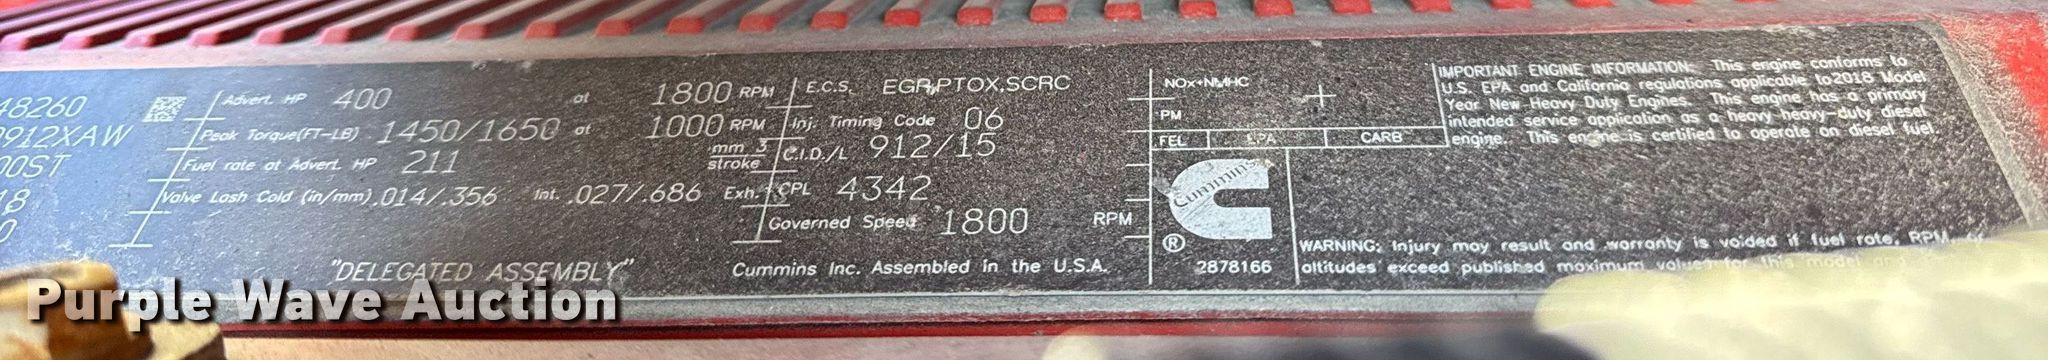 48260
912XAW
00ST
18
0
Advert. HP 400 at 1800 RPM
Peak Torque(FT-LB) 1450/1650 at 1000 RPM
Fuel rate at Advert. HP 211 mm 3 stroke
Valve Lash Cold (in/mm) .014/.356 Int. .027/.686 Exh.
"DELEGATED ASSEMBLY"
E.C.S. EGR,PTOX,SCRC
Inj. Timing Code 06
C.I.D./L 912/15
CPL 4342
Governed Speed 1800 RPM
Cummins Inc. Assembled in the U.S.A.
NOx+NMHC
PM
FEL EPA CARB
Cummins
®
2878166
IMPORTANT ENGINE INFORMATION: This engine conforms to
U.S. EPA and California regulations applicable to2018 Model
Year New Heavy Duty Engines. This engine has a primary
intended service application as a heavy heavy-duty diesel
engine. This engine is certified to operate on diesel fuel.
WARNING: Injury may result and warranty is voided if fuel rate, RPM or
altitudes exceed published maximum values for this model and
Purple Wave Auction